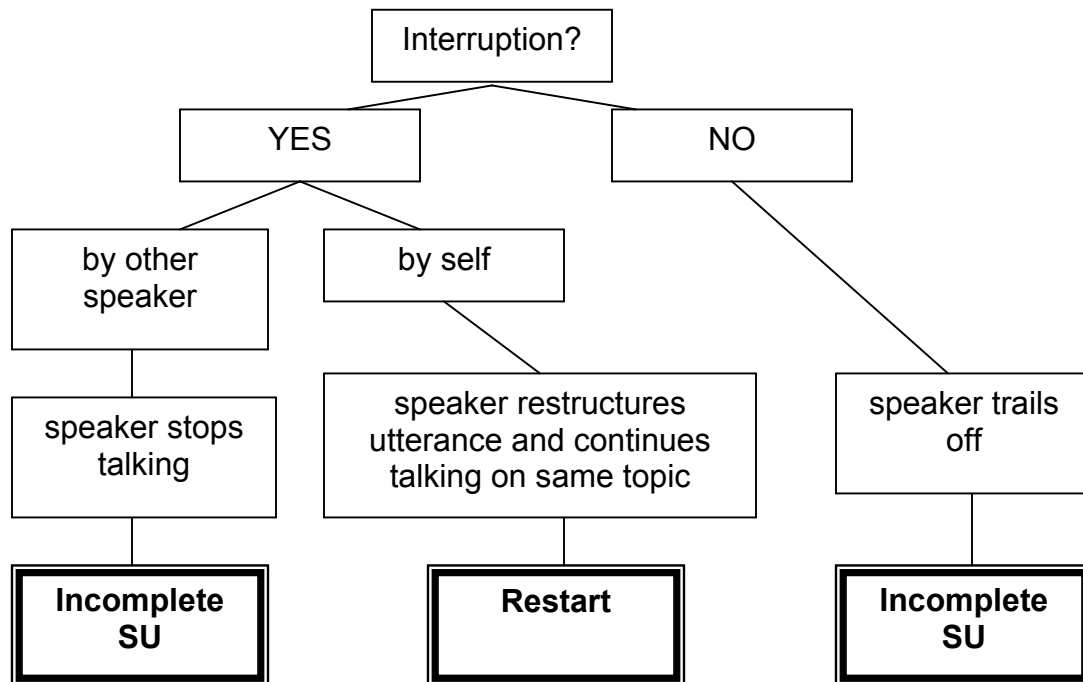 Interruption?
YES
NO
by other
speaker
by self
speaker stops
talking
speaker restructures
utterance and continues
talking on same topic
speaker trails
off
Incomplete
SU
Restart
Incomplete
SU